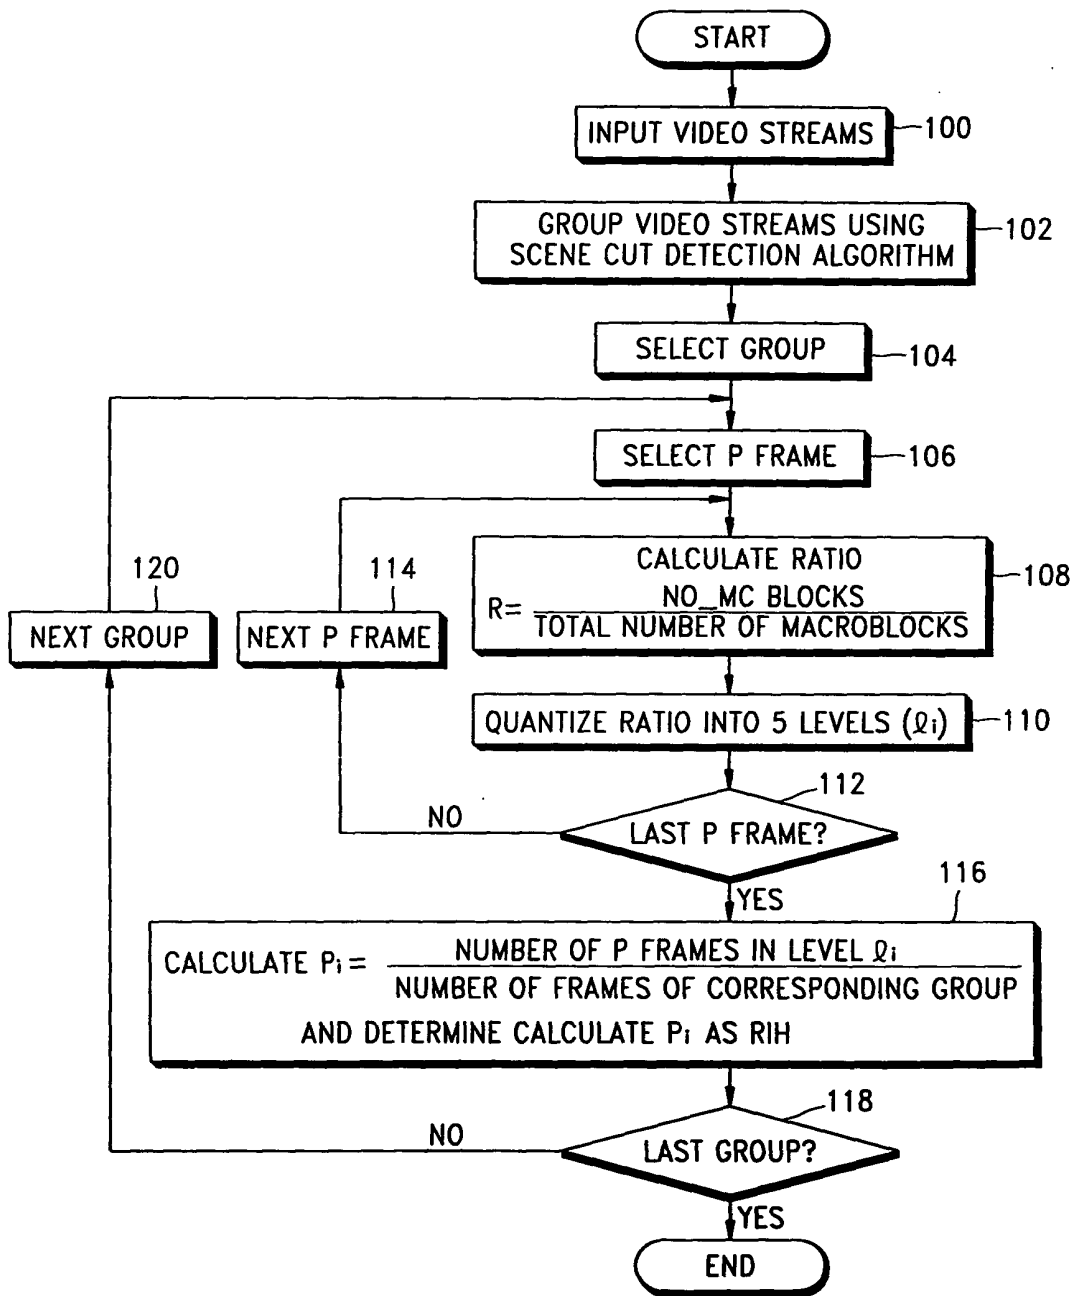 START
INPUT VIDEO STREAMS
100
GROUP VIDEO STREAMS USING
SCENE CUT DETECTION ALGORITHM
102
SELECT GROUP
104
SELECT P FRAME
106
CALCULATE RATIO
R= NO_MC BLOCKS
TOTAL NUMBER OF MACROBLOCKS
108
120
NEXT GROUP
114
NEXT P FRAME
QUANTIZE RATIO INTO 5 LEVELS (ℓi)
110
112
LAST P FRAME?
NO
YES
116
CALCULATE Pi = NUMBER OF P FRAMES IN LEVEL ℓi
NUMBER OF FRAMES OF CORRESPONDING GROUP
AND DETERMINE CALCULATE Pi AS RIH
118
LAST GROUP?
NO
YES
END